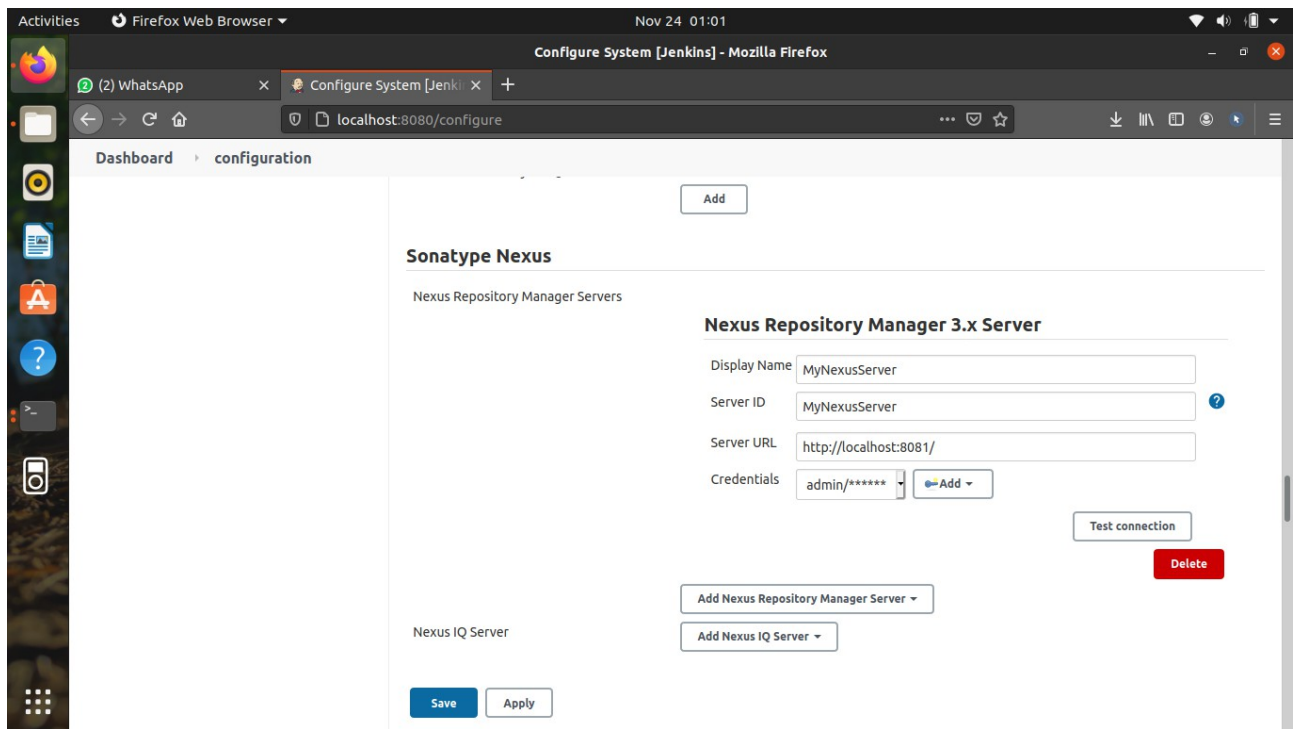 Activities Firefox Web Browser Nov 24 01:01
Configure System [Jenkins] - Mozilla Firefox
(2) WhatsApp Configure System [Jenki
localhost:8080/configure
Dashboard configuration
Add
Sonatype Nexus
Nexus Repository Manager Servers
Nexus Repository Manager 3.x Server
Display Name MyNexusServer
Server ID MyNexusServer
Server URL http://localhost:8081/
Credentials admin/****** Add
Test connection
Delete
Add Nexus Repository Manager Server
Nexus IQ Server Add Nexus IQ Server
Save Apply